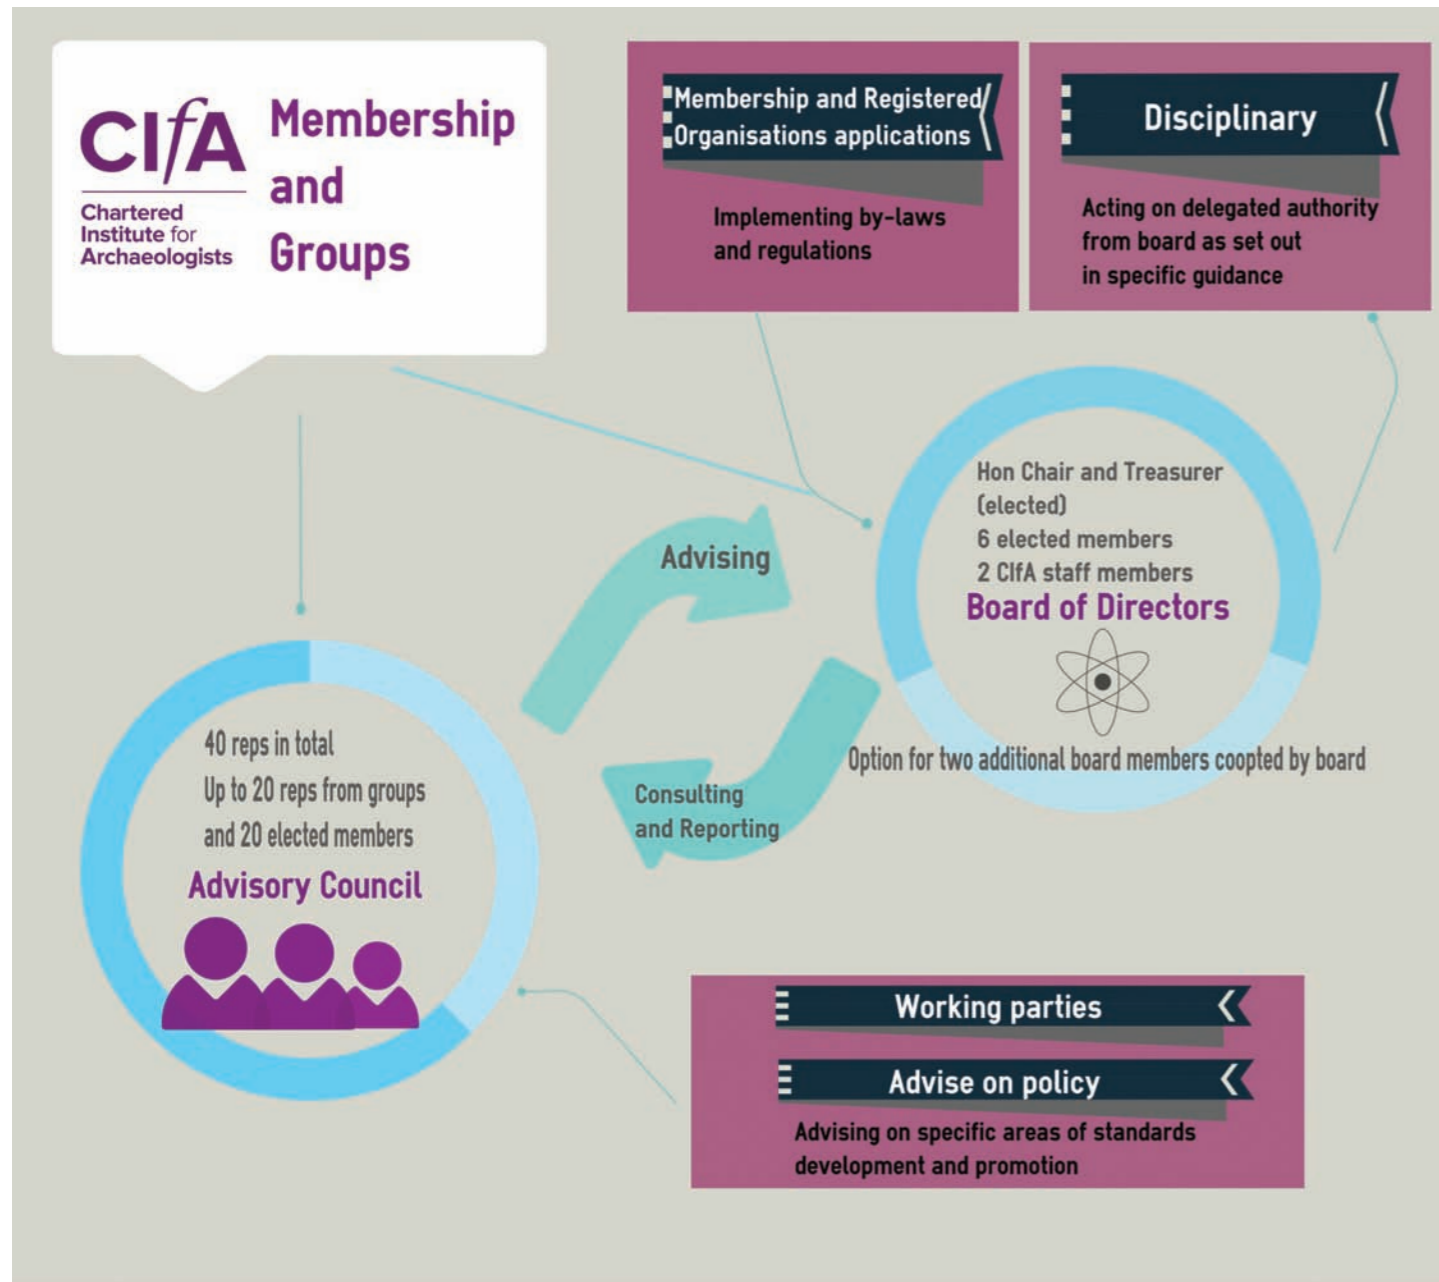 CIfA
Chartered
Institute for
Archaeologists
Membership
and
Groups
Membership and Registered
Organisations applications
Implementing by-laws
and regulations
Disciplinary
Acting on delegated authority
from board as set out
in specific guidance
Hon Chair and Treasurer
(elected)
6 elected members
2 CIfA staff members
Board of Directors
Option for two additional board members coopted by board
Advising
Consulting
and Reporting
40 reps in total
Up to 20 reps from groups
and 20 elected members
Advisory Council
Working parties
Advise on policy
Advising on specific areas of standards
development and promotion